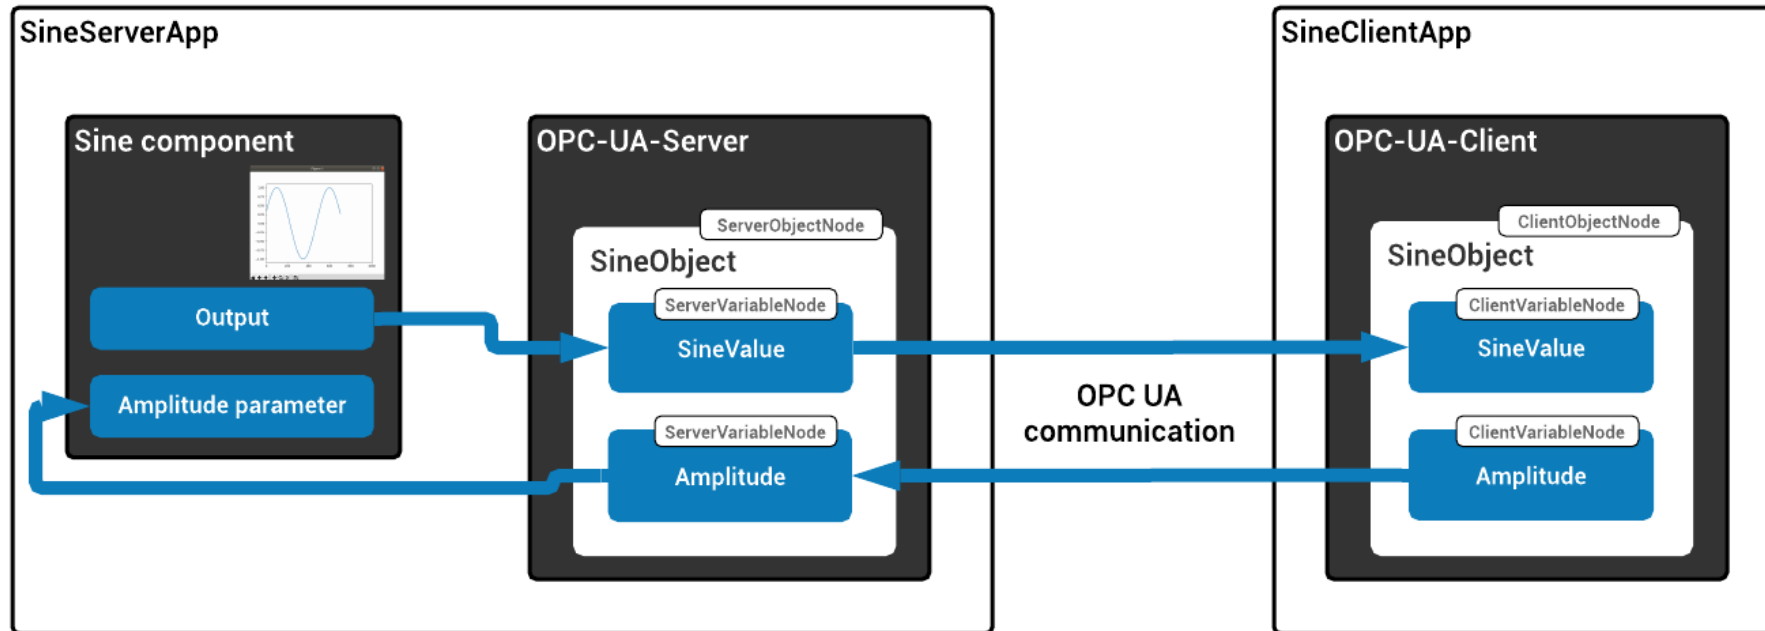 SineServerApp
Sine component
Output
Amplitude parameter
OPC-UA-Server
ServerObjectNode
SineObject
ServerVariableNode
SineValue
ServerVariableNode
Amplitude
OPC UA
communication
SineClientApp
OPC-UA-Client
ClientObjectNode
SineObject
ClientVariableNode
SineValue
ClientVariableNode
Amplitude